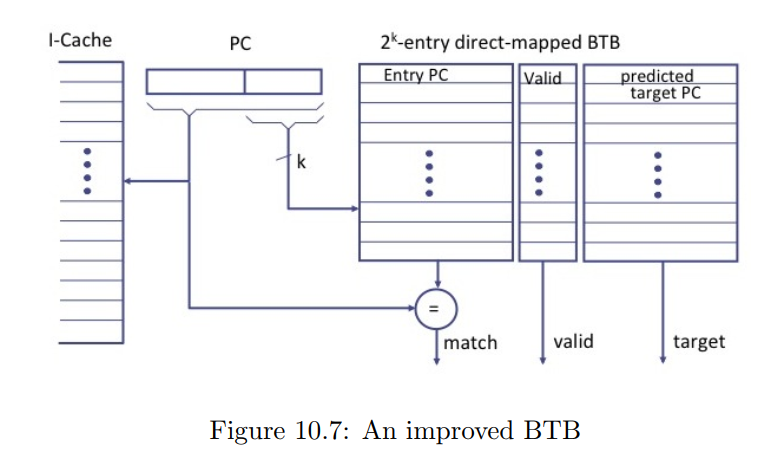 I-Cache
PC
2ᵏ-entry direct-mapped BTB
Entry PC
Valid
predicted
target PC
k
=
match
valid
target
Figure 10.7: An improved BTB